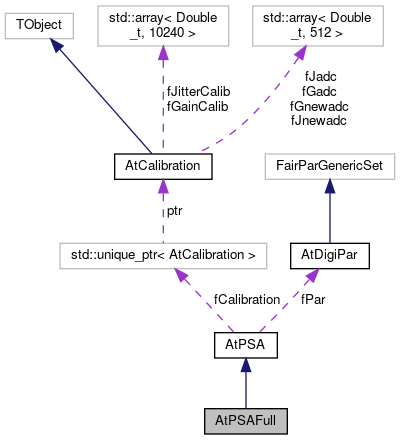 TObject
std::array< Double
_t, 10240 >
std::array< Double
_t, 512 >
fJitterCalib
fGainCalib
fJadc
fGadc
fGnewadc
fJnewadc
AtCalibration
FairParGenericSet
ptr
std::unique_ptr< AtCalibration >
AtDigiPar
fCalibration
fPar
AtPSA
AtPSAFull